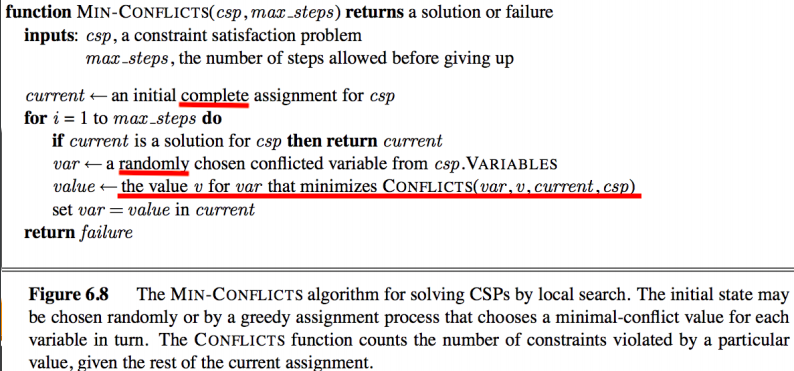 function MIN-CONFLICTS(csp, max_steps) returns a solution or failure
inputs: csp, a constraint satisfaction problem
max_steps, the number of steps allowed before giving up
current ← an initial complete assignment for csp
for i = 1 to max_steps do
if current is a solution for csp then return current
var ← a randomly chosen conflicted variable from csp.VARIABLES
value ← the value v for var that minimizes CONFLICTS(var, v, current, csp)
set var = value in current
return failure
Figure 6.8 The MIN-CONFLICTS algorithm for solving CSPs by local search. The initial state may
be chosen randomly or by a greedy assignment process that chooses a minimal-conflict value for each
variable in turn. The CONFLICTS function counts the number of constraints violated by a particular
value, given the rest of the current assignment.